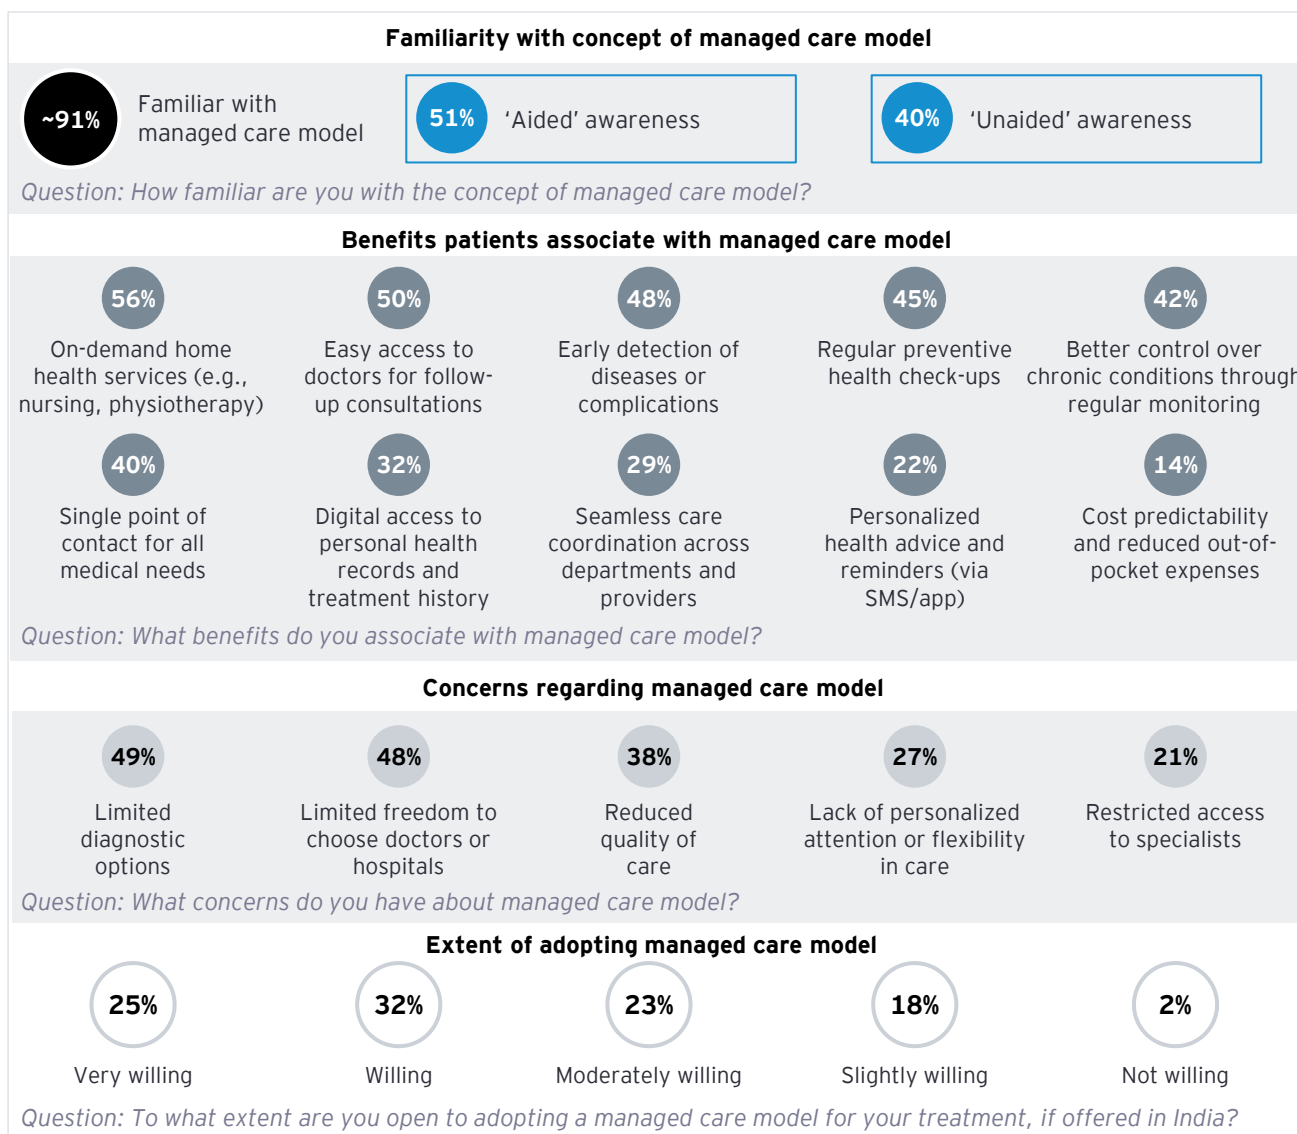 Familiarity with concept of managed care model
~91%
Familiar with
managed care model
51%
‘Aided’ awareness
40%
‘Unaided’ awareness
Question: How familiar are you with the concept of managed care model?
Benefits patients associate with managed care model
56%
On-demand home
health services (e.g.,
nursing, physiotherapy)
50%
Easy access to
doctors for follow-
up consultations
48%
Early detection of
diseases or
complications
45%
Regular preventive
health check-ups
42%
Better control over
chronic conditions through
regular monitoring
40%
Single point of
contact for all
medical needs
32%
Digital access to
personal health
records and
treatment history
29%
Seamless care
coordination across
departments and
providers
22%
Personalized
health advice and
reminders (via
SMS/app)
14%
Cost predictability
and reduced out-of-
pocket expenses
Question: What benefits do you associate with managed care model?
Concerns regarding managed care model
49%
Limited
diagnostic
options
48%
Limited freedom to
choose doctors or
hospitals
38%
Reduced
quality of
care
27%
Lack of personalized
attention or flexibility
in care
21%
Restricted access
to specialists
Question: What concerns do you have about managed care model?
Extent of adopting managed care model
25%
Very willing
32%
Willing
23%
Moderately willing
18%
Slightly willing
2%
Not willing
Question: To what extent are you open to adopting a managed care model for your treatment, if offered in India?